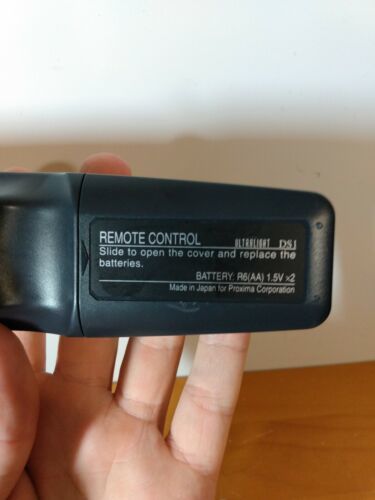 REMOTE CONTROL ULTRALIGHT DS1
Slide to open the cover and replace the
batteries.
BATTERY: R6(AA) 1.5V ×2
Made in Japan for Proxima Corporation